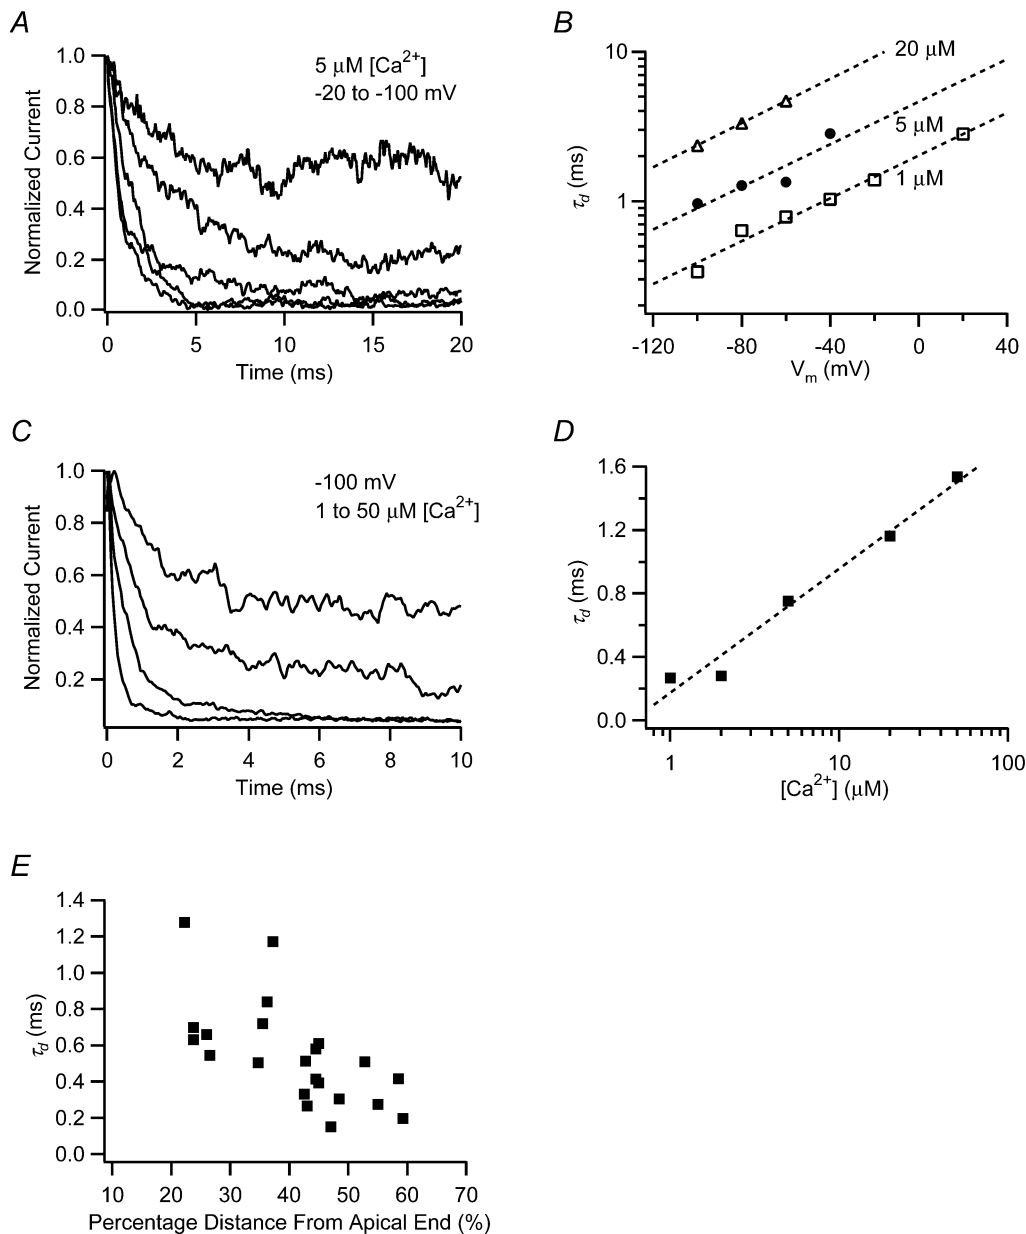 A
5 μM [Ca2+]
-20 to -100 mV
Normalized Current
1.0
0.8
0.6
0.4
0.2
0.0
0 5 10 15 20
Time (ms)
B
20 μM
5 μM
1 μM
τd (ms)
10
1
-120 -80 -40 0 40
Vm (mV)
C
-100 mV
1 to 50 μM [Ca2+]
Normalized Current
1.0
0.8
0.6
0.4
0.2
0 2 4 6 8 10
Time (ms)
D
τd (ms)
1.6
1.2
0.8
0.4
0.0
1 10 100
[Ca2+] (μM)
E
τd (ms)
1.4
1.2
1.0
0.8
0.6
0.4
0.2
0.0
10 20 30 40 50 60 70
Percentage Distance From Apical End (%)